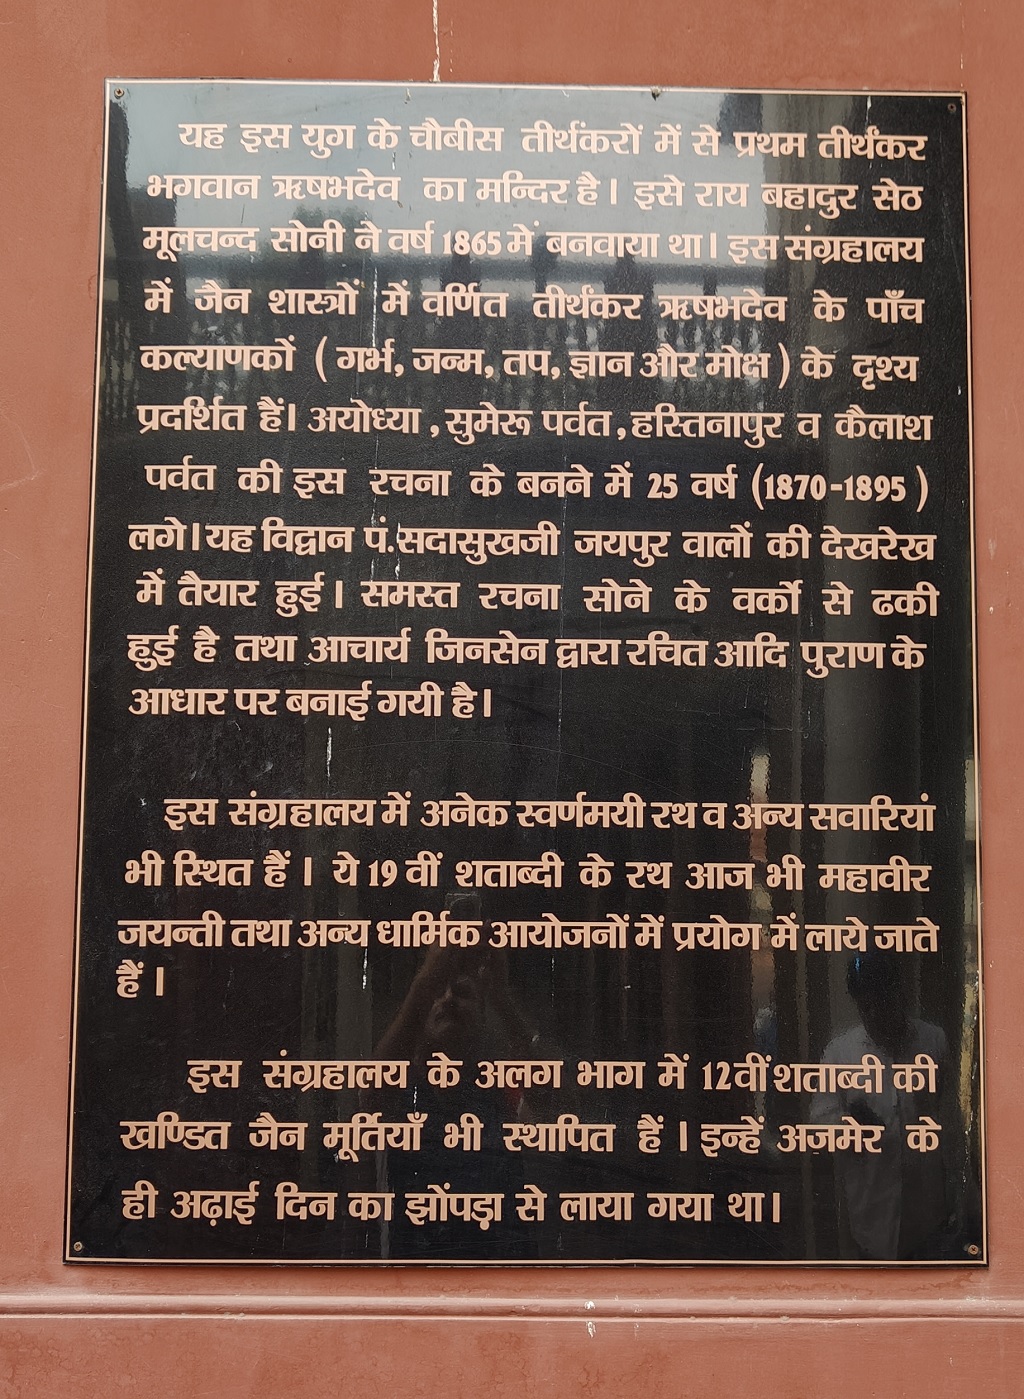 यह इस युग के चौबीस तीर्थंकरों में से प्रथम तीर्थंकर
भगवान ऋषभदेव का मन्दिर है। इसे राय बहादुर सेठ
मूलचन्द सोनी ने वर्ष 1865 में बनवाया था। इस संग्रहालय
में जैन शास्त्रों में वर्णित तीर्थंकर ऋषभदेव के पाँच
कल्याणकों (गर्भ, जन्म, तप, ज्ञान और मोक्ष) के दृश्य
प्रदर्शित हैं। अयोध्या, सुमेरू पर्वत, हस्तिनापुर व कैलाश
पर्वत की इस रचना के बनने में 25 वर्ष (1870-1895)
लगे। यह विद्वान पं. सदासुखजी जयपुर वालों की देखरेख
में तैयार हुई। समस्त रचना सोने के वर्को से ढकी
हुई है तथा आचार्य जिनसेन द्वारा रचित आदि पुराण के
आधार पर बनाई गयी है।
इस संग्रहालय में अनेक स्वर्णमयी रथ व अन्य सवारियां
भी स्थित हैं। ये 19 वीं शताब्दी के रथ आज भी महावीर
जयन्ती तथा अन्य धार्मिक आयोजनों में प्रयोग में लाये जाते
हैं।
इस संग्रहालय के अलग भाग में 12वीं शताब्दी की
खण्डित जैन मूर्तियाँ भी स्थापित हैं। इन्हें अजमेर के
ही अढ़ाई दिन का झोंपड़ा से लाया गया था।